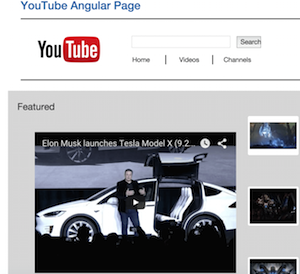 YouTube Angular Page
YouTube
Search
Home Videos Channels
Featured
Elon Musk launches Tesla Model X (9.2...